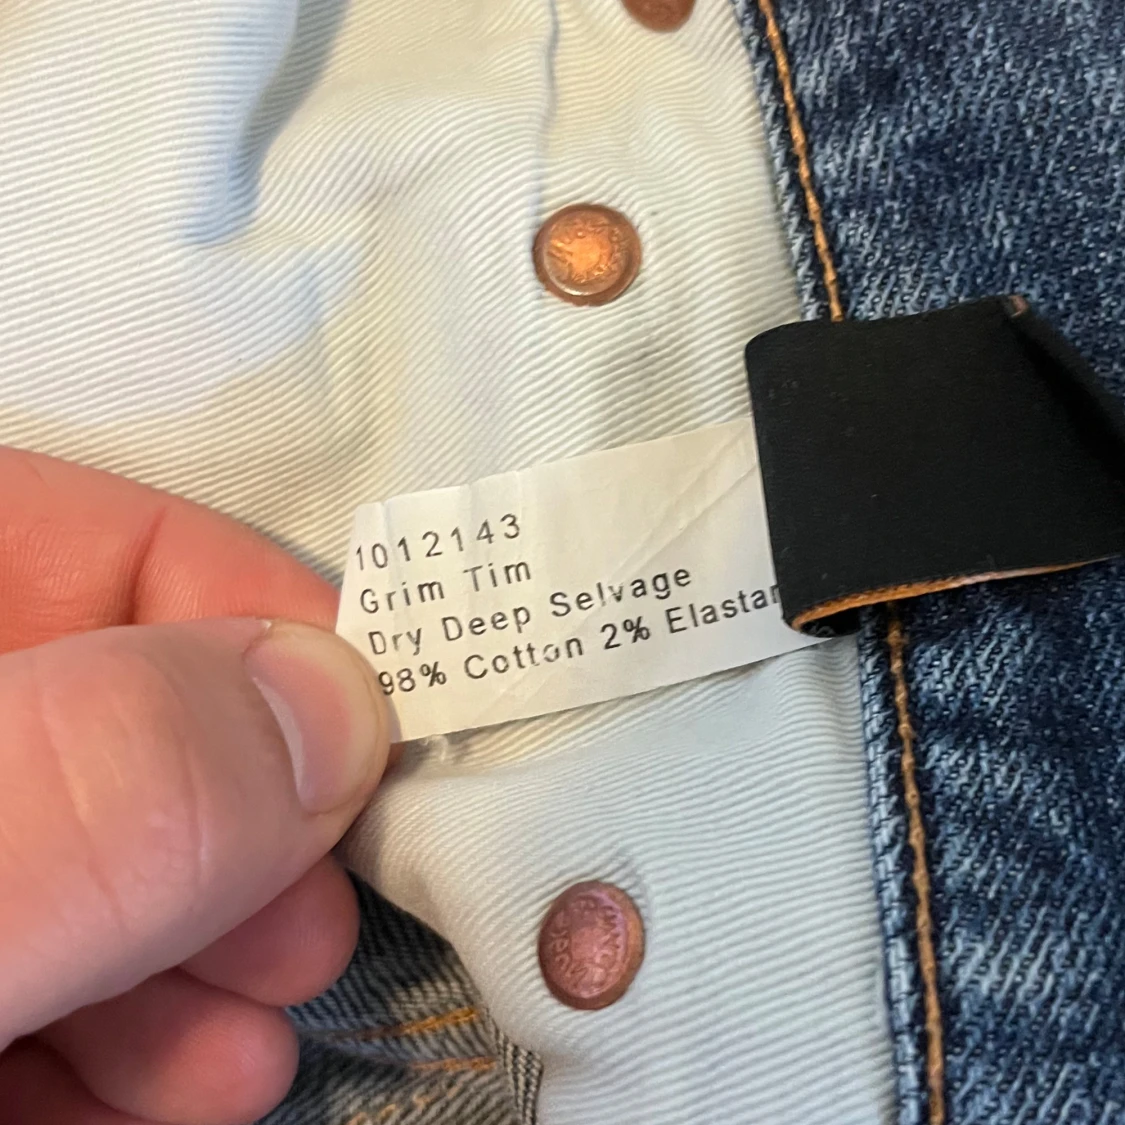 1012143
Grim Tim
Dry Deep Selvage
98% Cotton 2% Elastan